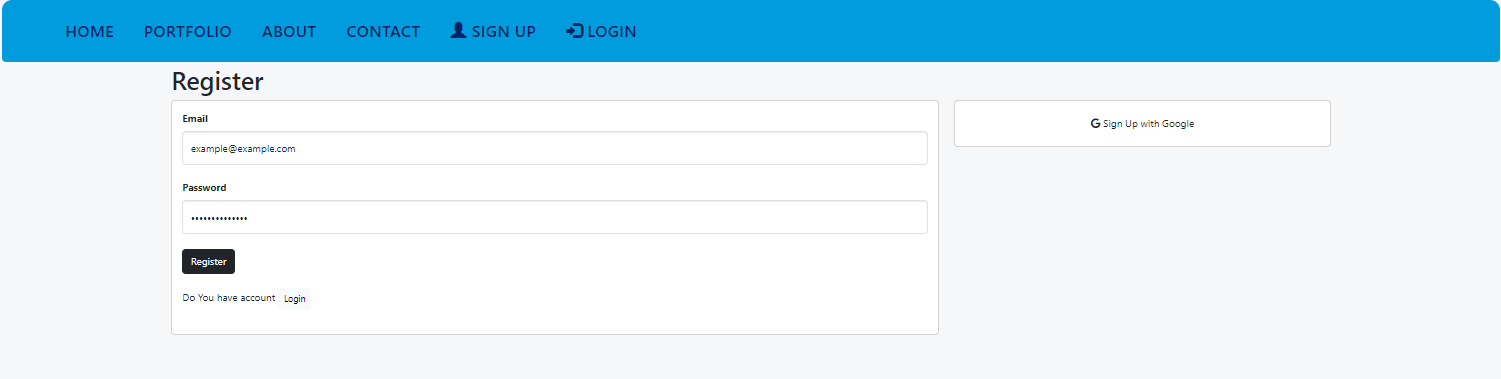 HOME PORTFOLIO ABOUT CONTACT SIGN UP LOGIN
Register
Email
example@example.com
Password
••••••••••••••
Register
Do You have account Login
G Sign Up with Google